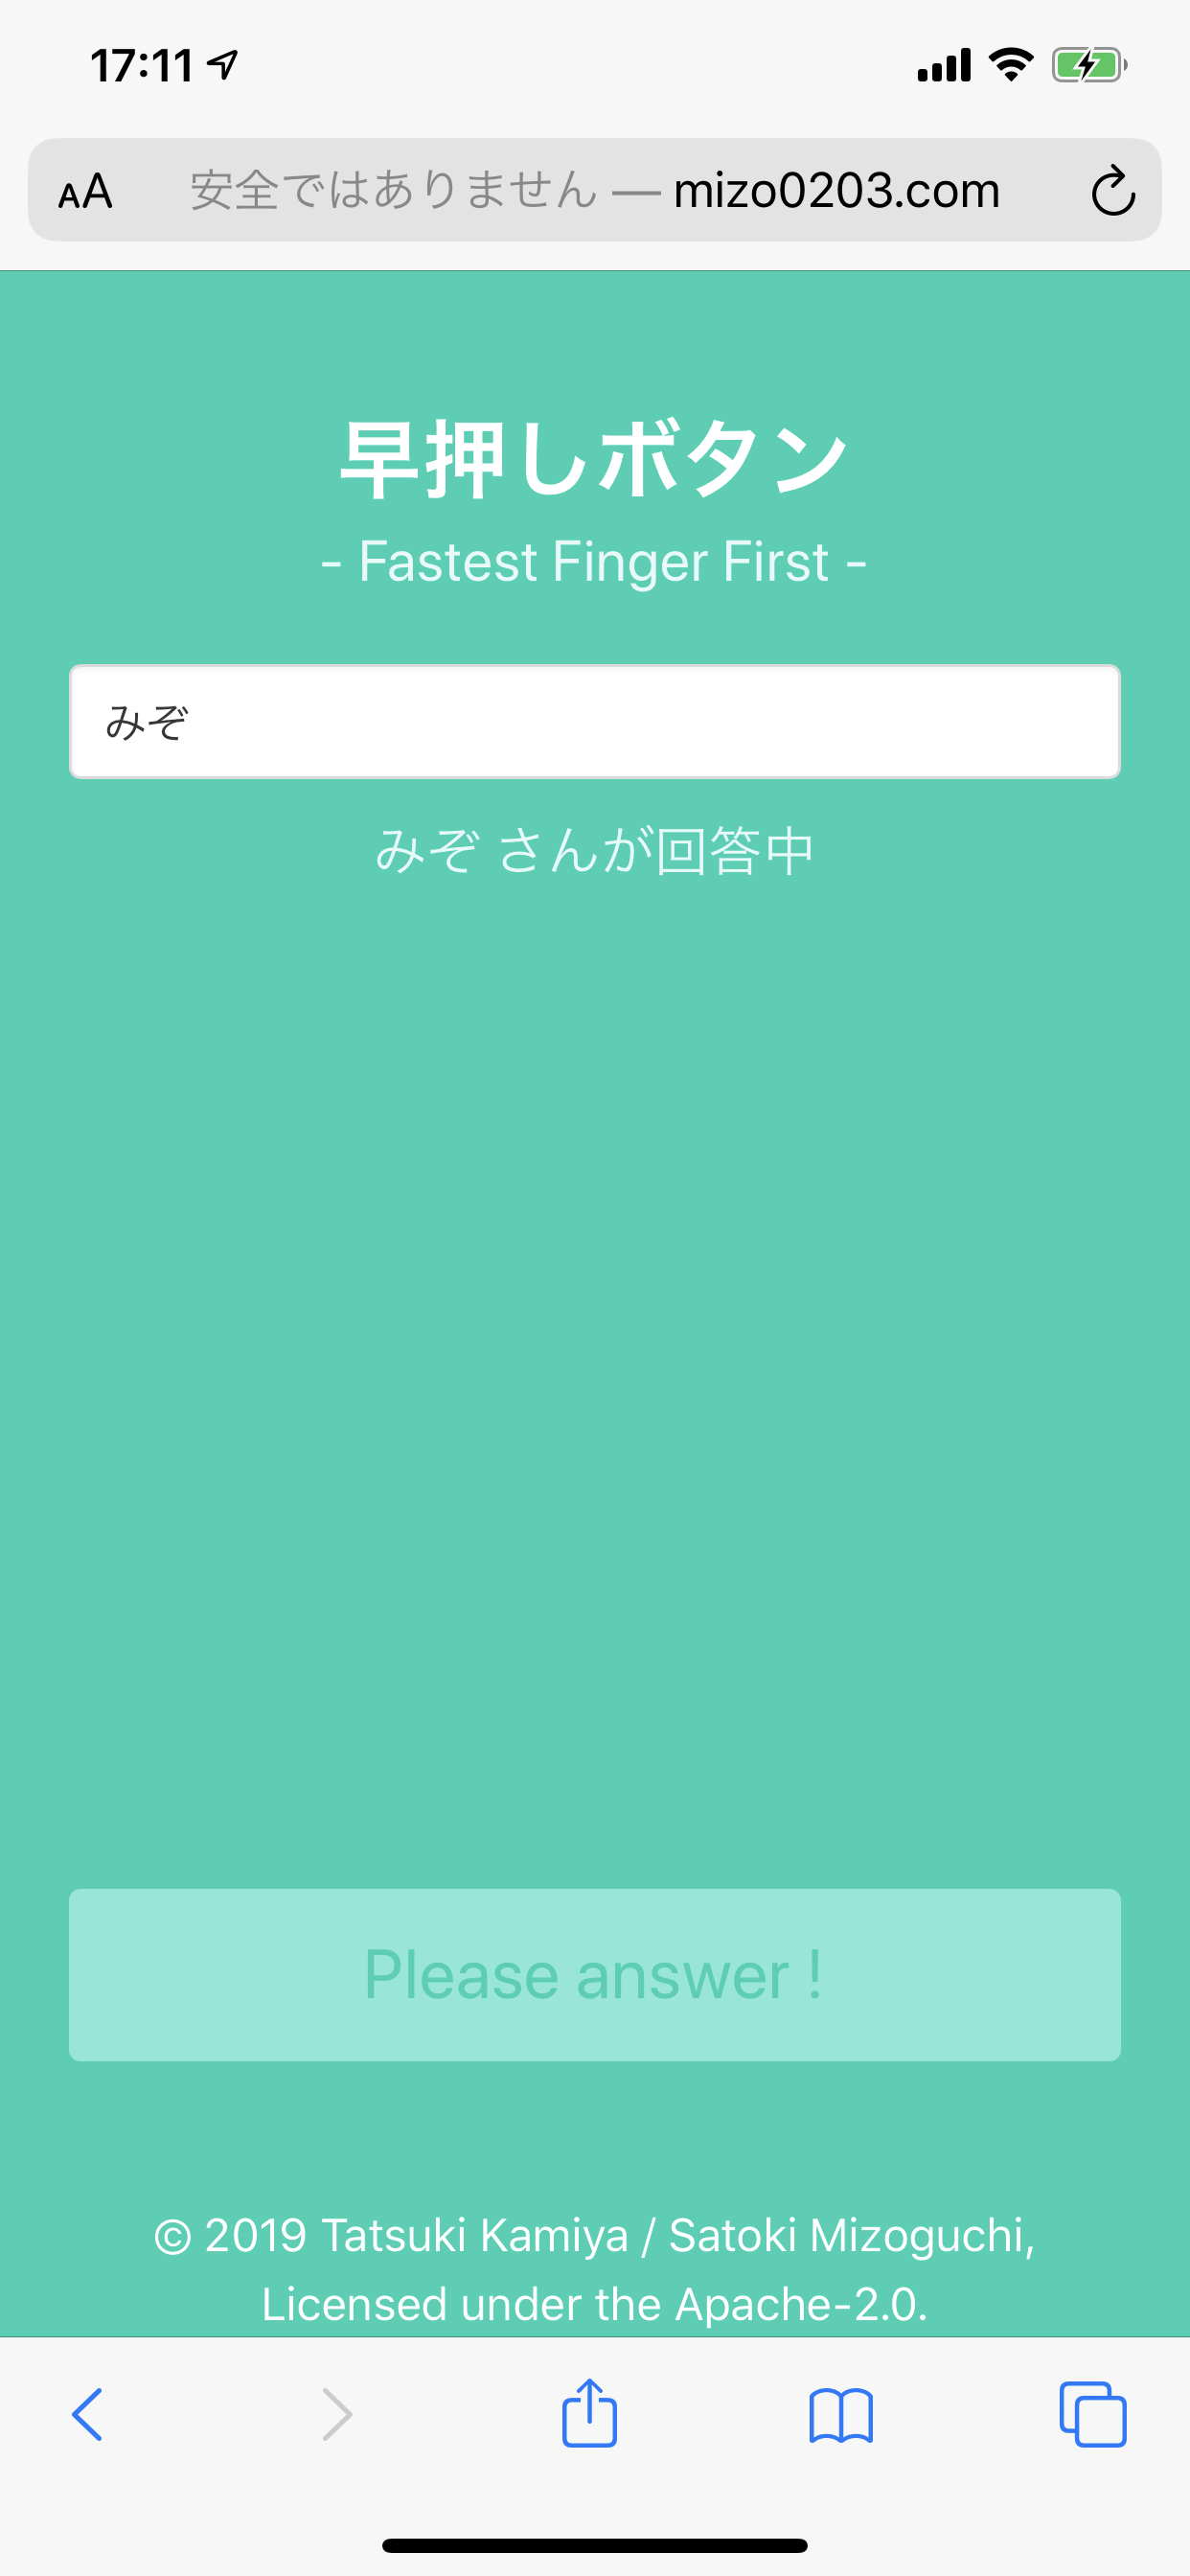 17:11
AA 安全ではありません — mizo0203.com
早押しボタン
- Fastest Finger First -
みぞ
みぞ さんが回答中
Please answer !
© 2019 Tatsuki Kamiya / Satoki Mizoguchi,
Licensed under the Apache-2.0.